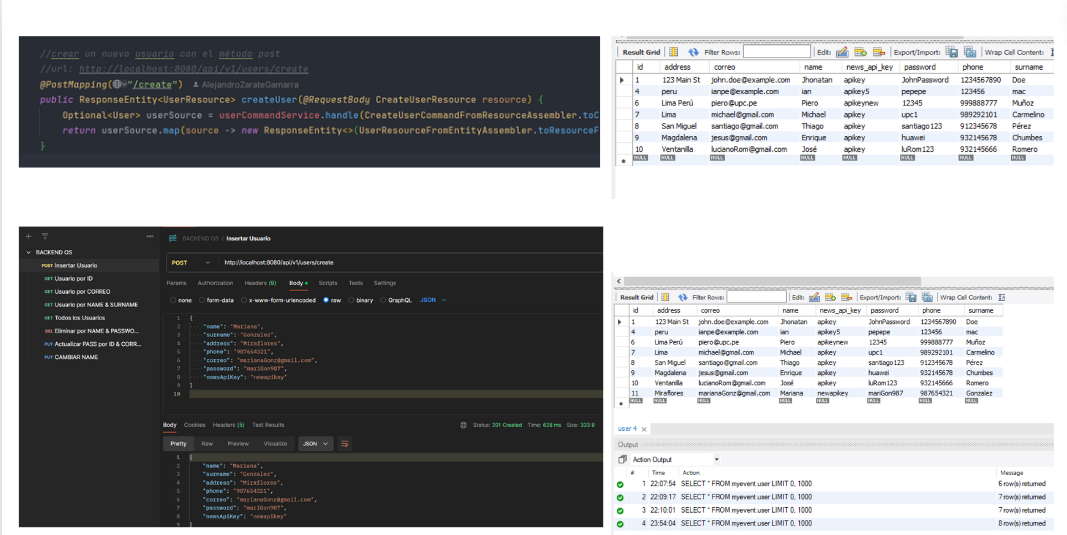 //crear un nuevo usuario con el método post
//url: http://localhost:8080/api/v1/users/create
@PostMapping("/create") AlejandroZarateGamarra
public ResponseEntity<UserResource> createUser(@RequestBody CreateUserResource resource) {
Optional<User> userSource = userCommandService.handle(CreateUserCommandFromResourceAssembler.toC
return userSource.map(source -> new ResponseEntity<>(UserResourceFromEntityAssembler.toResourceF
}
Result Grid Filter Rows: Edit: Export/Import: Wrap Cell Content:
id address correo name news_api_key password phone surname
1 123 Main St john.doe@example.com Jhonatan apikey JohnPassword 1234567890 Doe
4 peru ianpe@example.com ian apikey5 pepepe 123456 mac
6 Lima Perú piero@upc.pe Piero apikeynew 12345 999888777 Muñoz
7 Lima michael@gmail.com Michael apikey upc1 989292101 Carmelino
8 San Miguel santiago@gmail.com Thiago apikey santiago123 912345678 Pérez
9 Magdalena jesus@gmail.com Enrique apikey huawei 932145678 Chumbes
10 Ventanilla lucianoRom@gmail.com José apikey luRom123 932145666 Romero
NULL NULL NULL NULL NULL NULL NULL NULL
BACKEND OS / Insertar Usuario
BACKEND OS
POST Insertar Usuario
GET Usuario por ID
GET Usuario por CORREO
GET Usuario por NAME & SURNAME
GET Todos los Usuarios
DEL Eliminar por NAME & PASSWO...
PUT Actualizar PASS por ID & CORR...
PUT CAMBIAR NAME
POST http://localhost:8080/api/v1/users/create
Params Authorization Headers (9) Body Scripts Tests Settings
none form-data x-www-form-urlencoded raw binary GraphQL JSON
1 {
2 "name": "Mariana",
3 "surname": "Gonzalez",
4 "address": "Miraflores",
5 "phone": "987654321",
6 "correo": "marianaGonz@gmail.com",
7 "password": "mariGon987",
8 "newsApiKey": "newapikey"
9 }
10
Body Cookies Headers (5) Test Results Status: 201 Created Time: 628 ms Size: 333 B
Pretty Raw Preview Visualize JSON
1 {
2 "name": "Mariana",
3 "surname": "Gonzalez",
4 "address": "Miraflores",
5 "phone": "987654321",
6 "correo": "marianaGonz@gmail.com",
7 "password": "mariGon987",
8 "newsApiKey": "newapikey"
9 }
Result Grid Filter Rows: Edit: Export/Import: Wrap Cell Content: IA
id address correo name news_api_key password phone surname
1 123 Main St john.doe@example.com Jhonatan apikey JohnPassword 1234567890 Doe
4 peru ianpe@example.com ian apikey5 pepepe 123456 mac
6 Lima Perú piero@upc.pe Piero apikeynew 12345 999888777 Muñoz
7 Lima michael@gmail.com Michael apikey upc1 989292101 Carmelino
8 San Miguel santiago@gmail.com Thiago apikey santiago123 912345678 Pérez
9 Magdalena jesus@gmail.com Enrique apikey huawei 932145678 Chumbes
10 Ventanilla lucianoRom@gmail.com José apikey luRom123 932145666 Romero
11 Miraflores marianaGonz@gmail.com Mariana newapikey mariGon987 987654321 Gonzalez
NULL NULL NULL NULL NULL NULL NULL NULL
user 4 ×
Output
Action Output
# Time Action Message
1 22:07:54 SELECT * FROM myevent.user LIMIT 0, 1000 6 row(s) returned
2 22:09:17 SELECT * FROM myevent.user LIMIT 0, 1000 7 row(s) returned
3 22:10:01 SELECT * FROM myevent.user LIMIT 0, 1000 7 row(s) returned
4 23:54:04 SELECT * FROM myevent.user LIMIT 0, 1000 8 row(s) returned